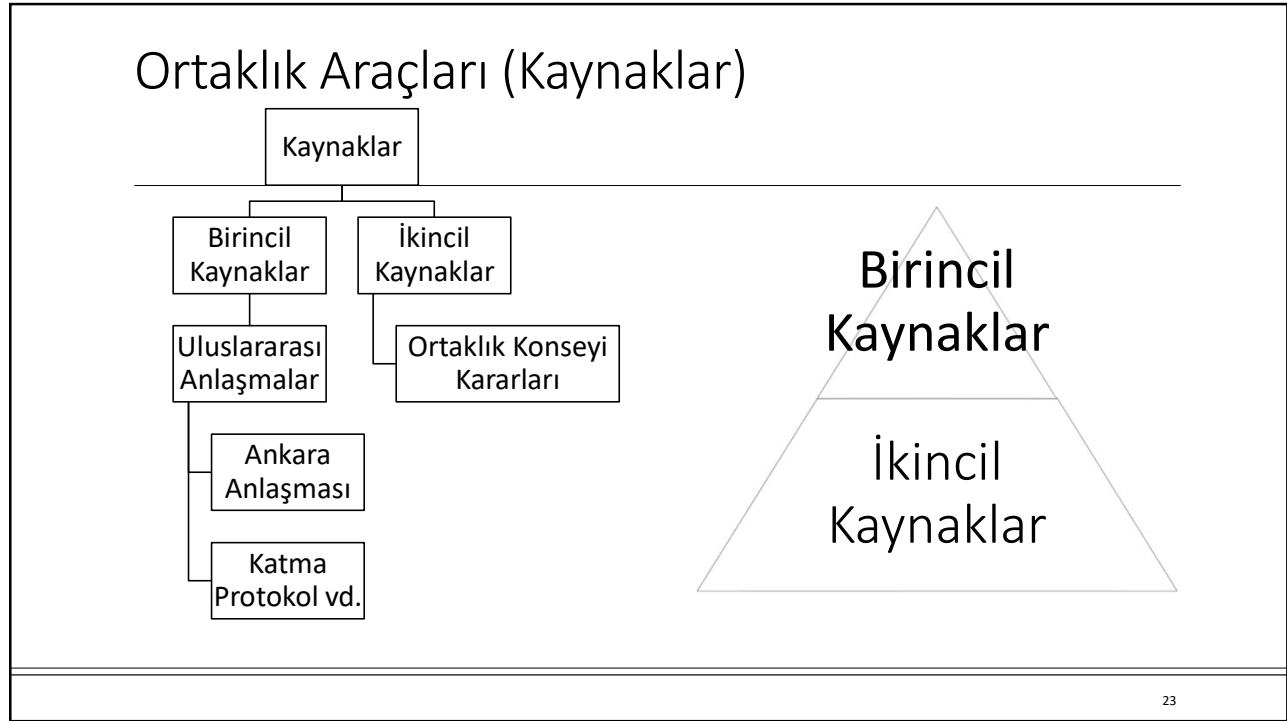 Ortaklık Araçları (Kaynaklar)
Kaynaklar
Birincil
Kaynaklar
İkincil
Kaynaklar
Uluslararası
Anlaşmalar
Ortaklık Konseyi
Kararları
Ankara
Anlaşması
Katma
Protokol vd.
Birincil
Kaynaklar
İkincil
Kaynaklar
23